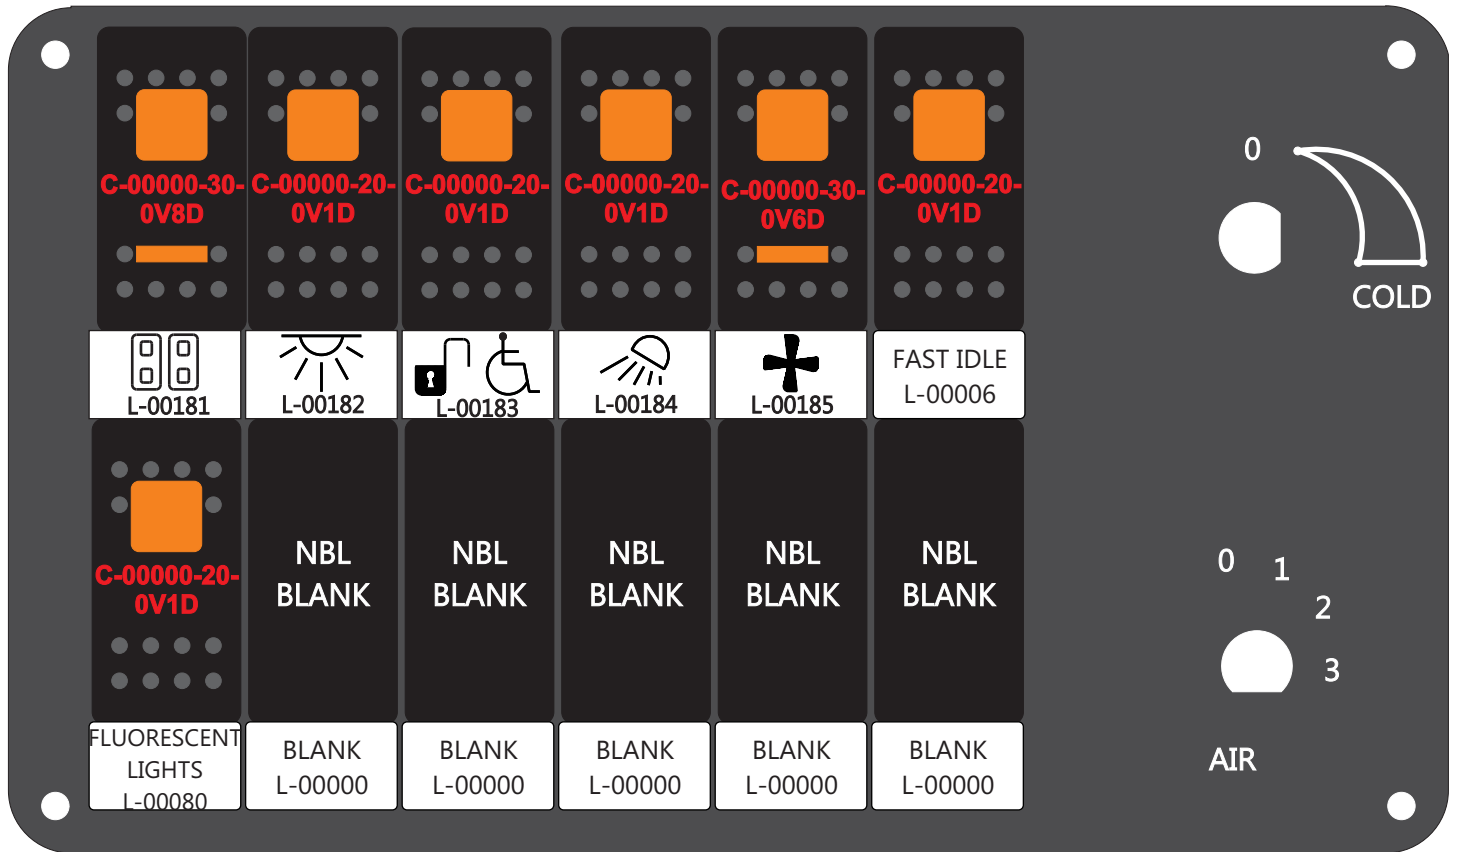 C-00000-30-
0V8D
C-00000-20-
0V1D
C-00000-20-
0V1D
C-00000-20-
0V1D
C-00000-30-
0V6D
C-00000-20-
0V1D
0
COLD
L-00181
L-00182
L-00183
L-00184
L-00185
FAST IDLE
L-00006
C-00000-20-
0V1D
NBL
BLANK
NBL
BLANK
NBL
BLANK
NBL
BLANK
NBL
BLANK
0
1
2
3
AIR
FLUORESCENT
LIGHTS
L-00080
BLANK
L-00000
BLANK
L-00000
BLANK
L-00000
BLANK
L-00000
BLANK
L-00000